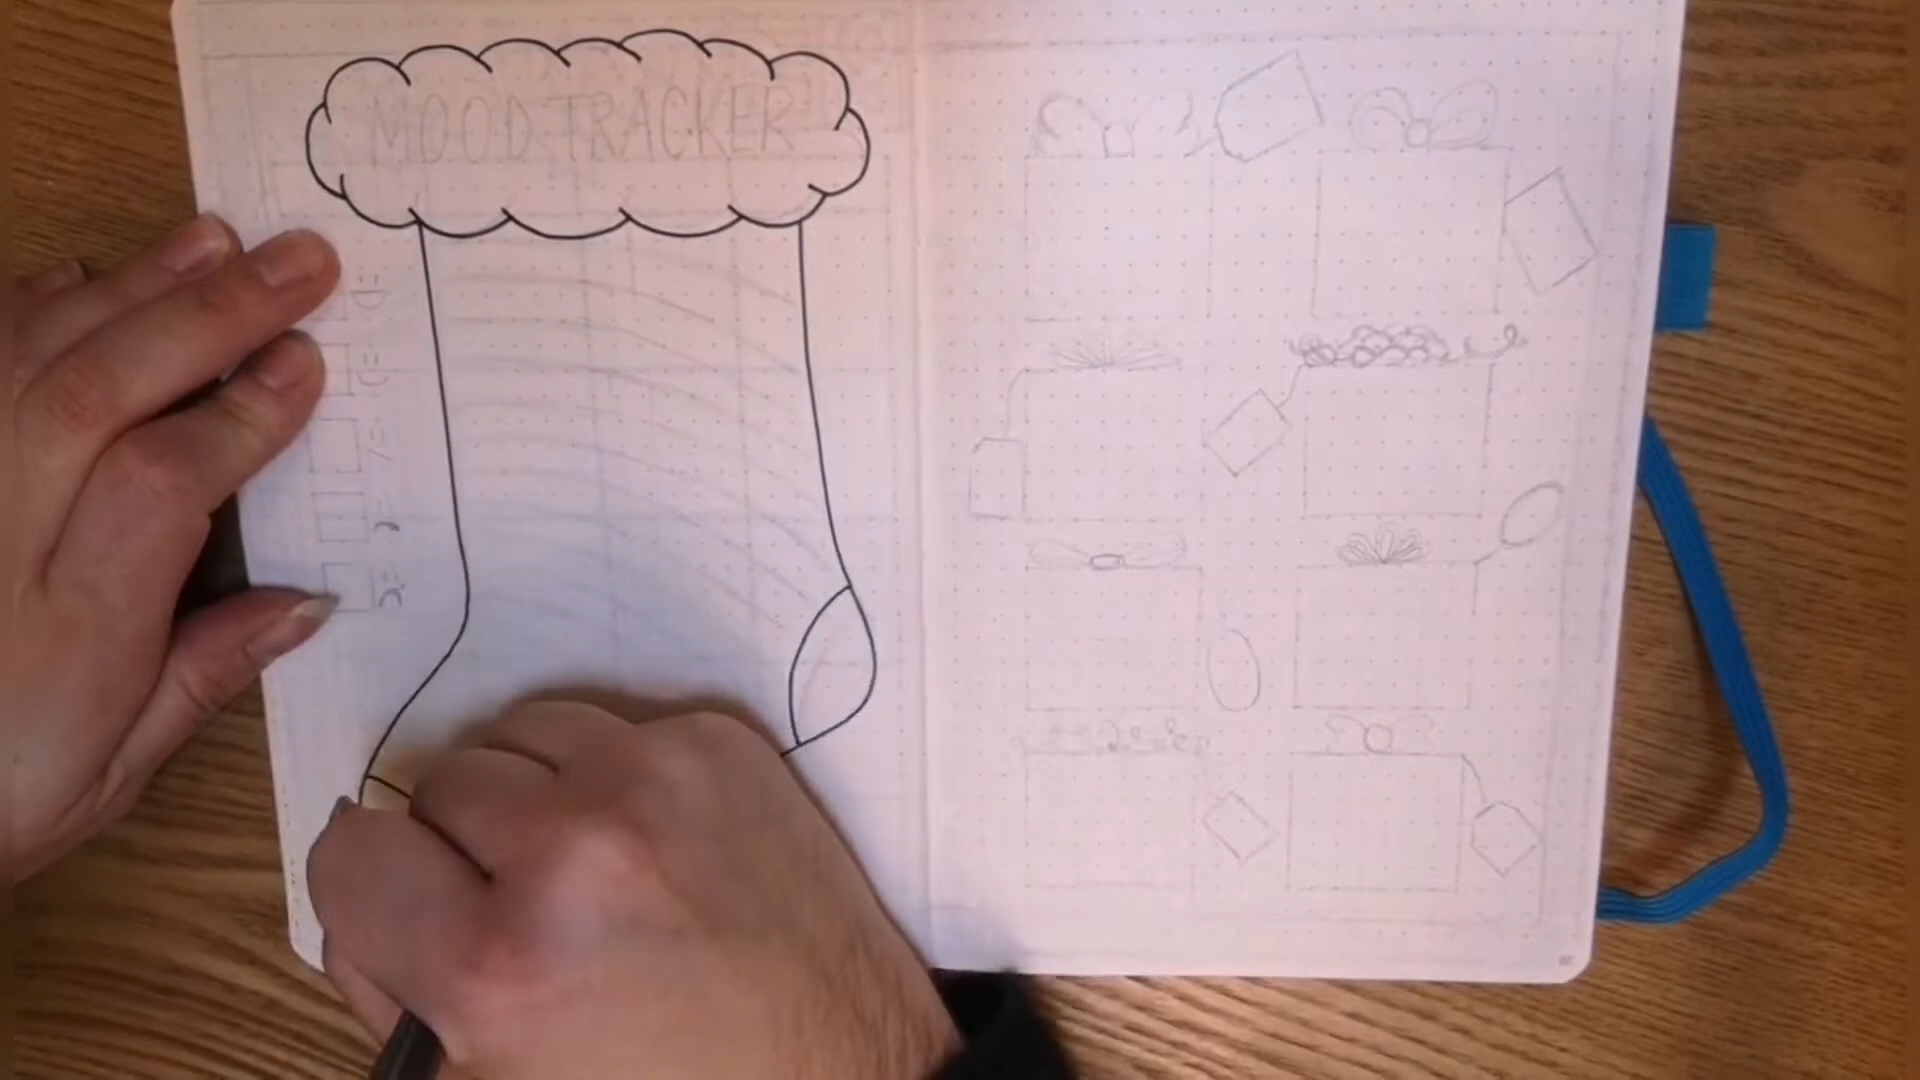 MOOD TRACKER
=D
=)
=/
=(